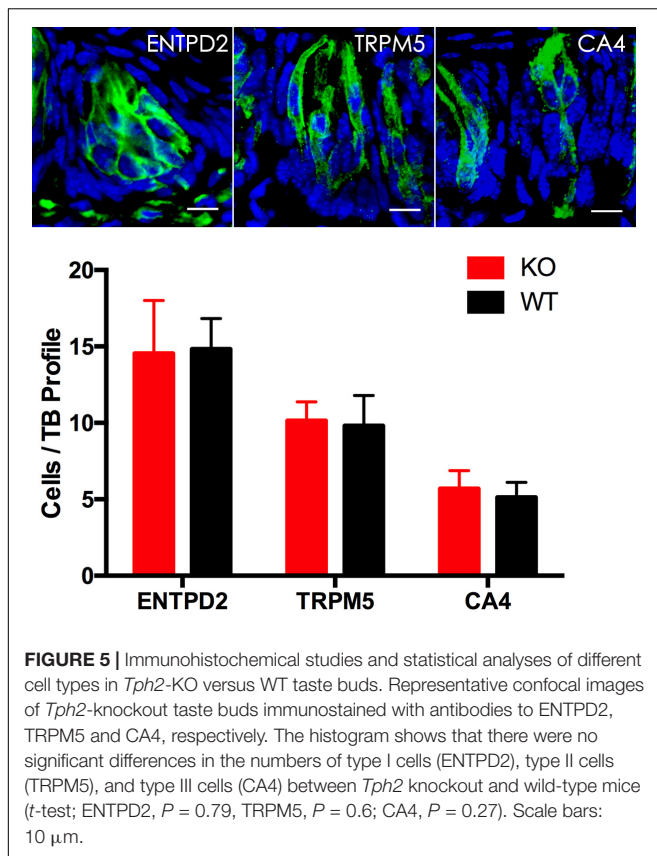 ENTPD2 TRPM5 CA4
KO
WT
20
15
10
5
0
Cells / TB Profile
ENTPD2 TRPM5 CA4
FIGURE 5 | Immunohistochemical studies and statistical analyses of different
cell types in Tph2-KO versus WT taste buds. Representative confocal images
of Tph2-knockout taste buds immunostained with antibodies to ENTPD2,
TRPM5 and CA4, respectively. The histogram shows that there were no
significant differences in the numbers of type I cells (ENTPD2), type II cells
(TRPM5), and type III cells (CA4) between Tph2 knockout and wild-type mice
(t-test; ENTPD2, P = 0.79, TRPM5, P = 0.6; CA4, P = 0.27). Scale bars:
10 μm.